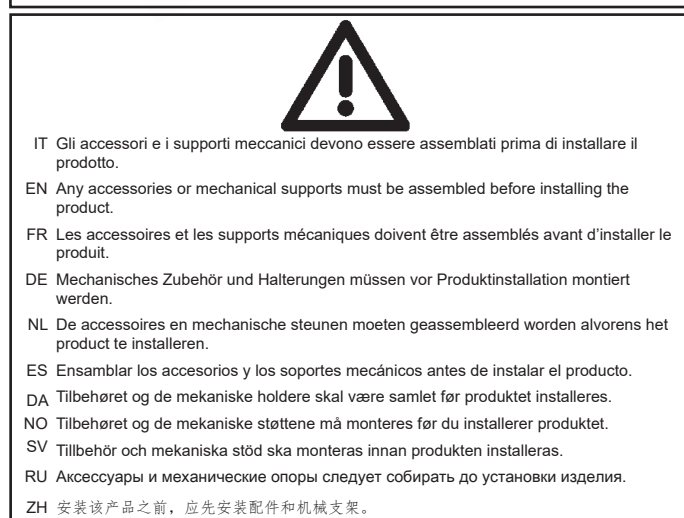 IT Gli accessori e i supporti meccanici devono essere assemblati prima di installare il
prodotto.
EN Any accessories or mechanical supports must be assembled before installing the
product.
FR Les accessoires et les supports mécaniques doivent être assemblés avant d'installer le
produit.
DE Mechanisches Zubehör und Halterungen müssen vor Produktinstallation montiert
werden.
NL De accessoires en mechanische steunen moeten geassembleerd worden alvorens het
product te installeren.
ES Ensamblar los accesorios y los soportes mecánicos antes de instalar el producto.
DA Tilbehøret og de mekaniske holdere skal være samlet før produktet installeres.
NO Tilbehøret og de mekaniske støttene må monteres før du installerer produktet.
SV Tillbehör och mekaniska stöd ska monteras innan produkten installeras.
RU Аксессуары и механические опоры следует собирать до установки изделия.
ZH 安装该产品之前，应先安装配件和机械支架。